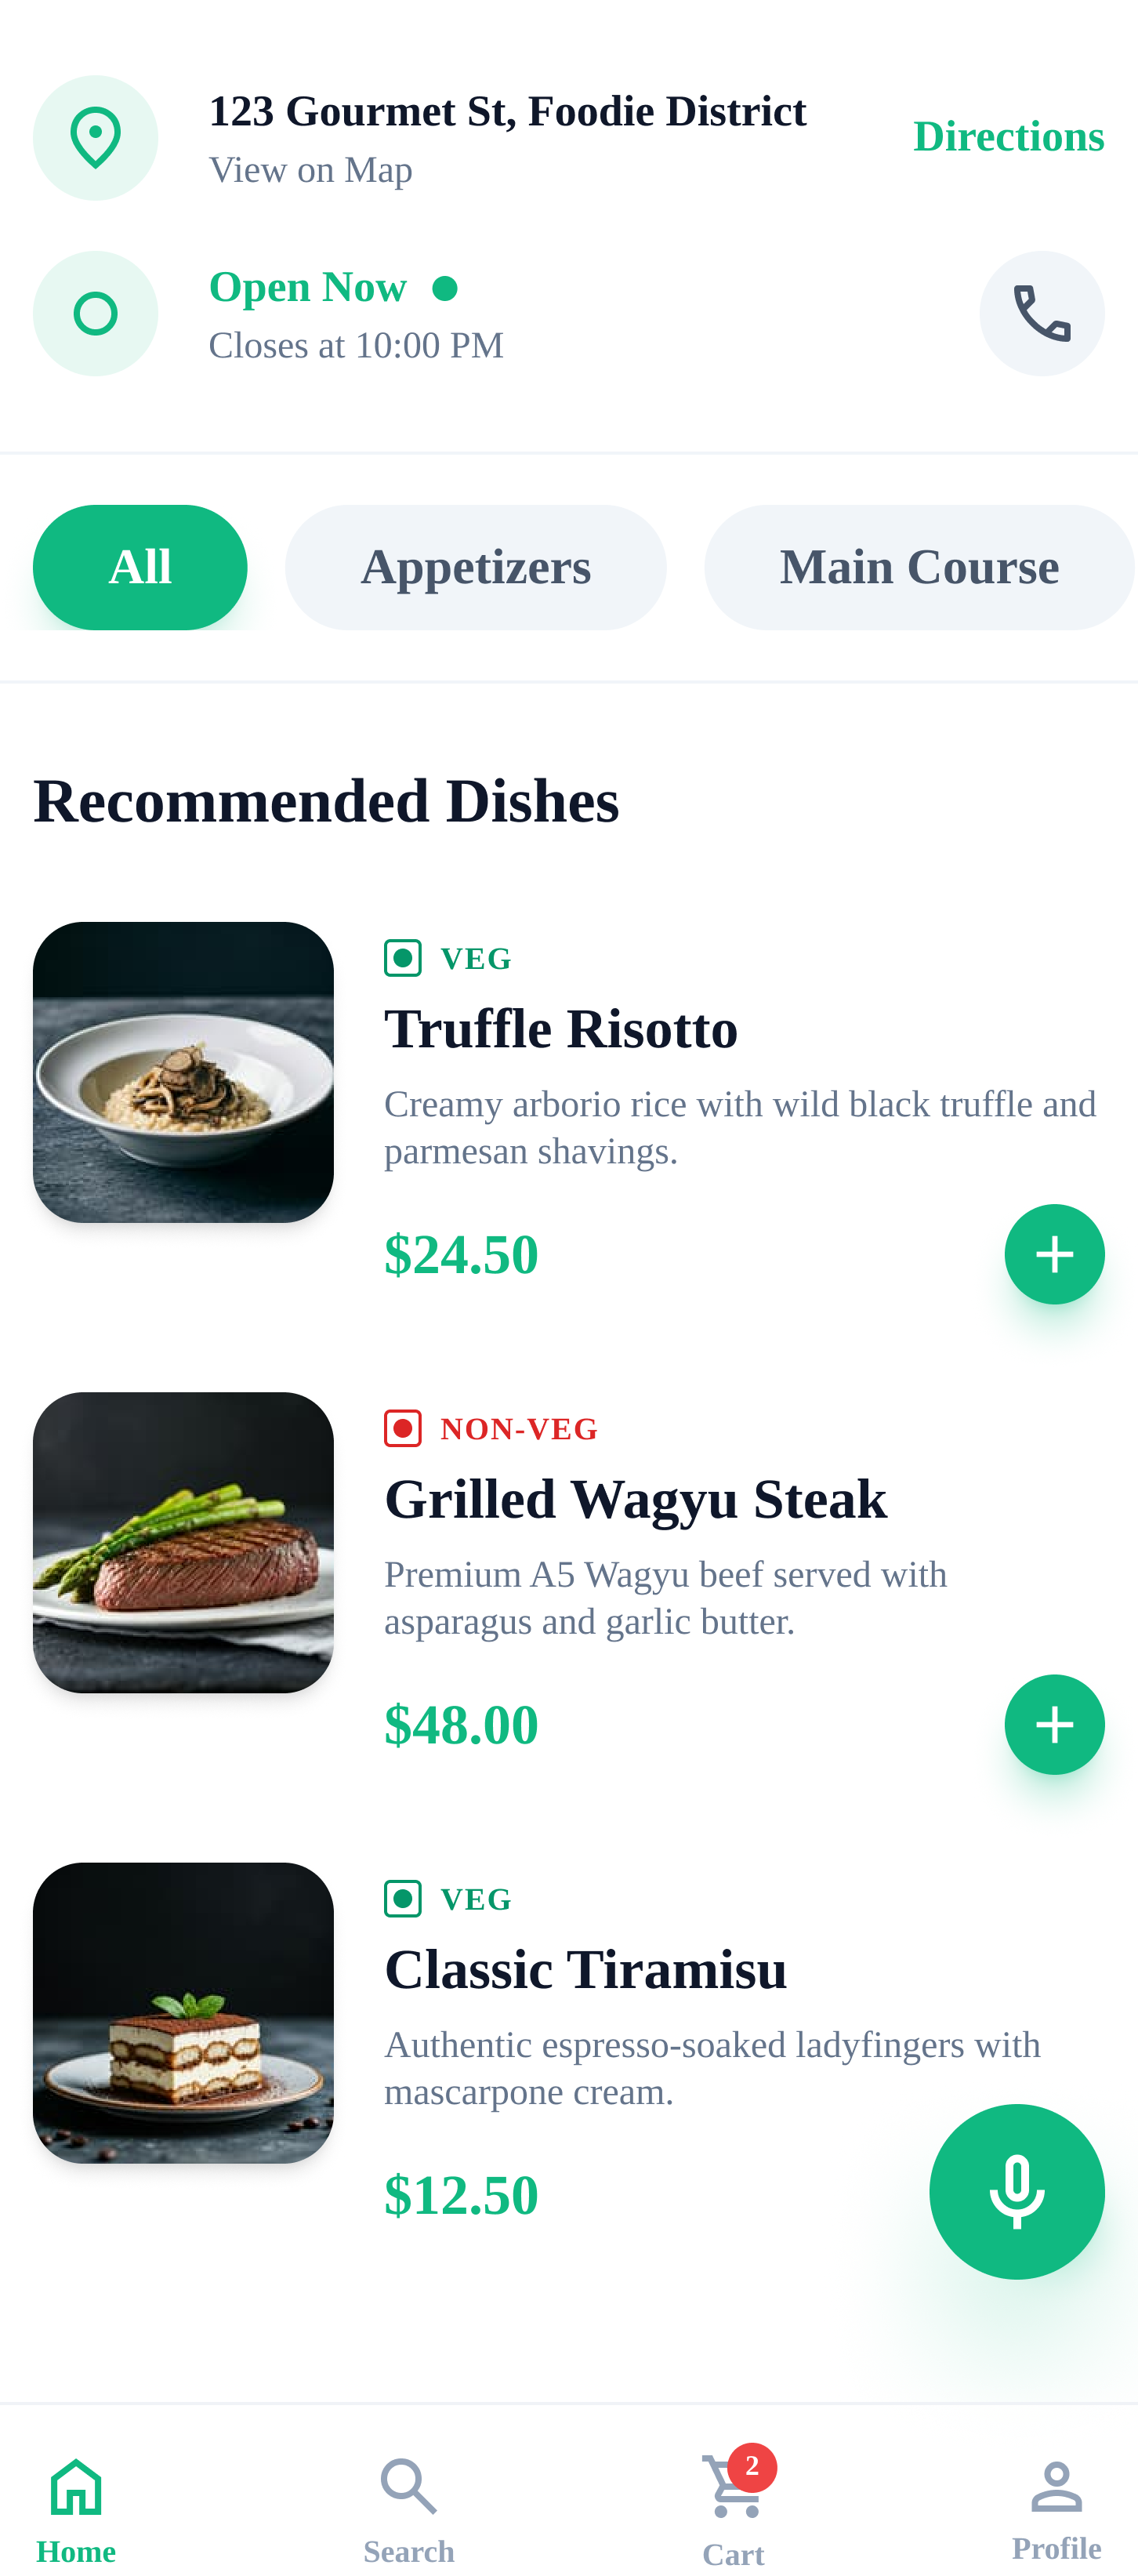 123 Gourmet St, Foodie District
View on Map
Directions
Open Now
Closes at 10:00 PM
All
Appetizers
Main Course
Recommended Dishes
VEG
Truffle Risotto
Creamy arborio rice with wild black truffle and
parmesan shavings.
$24.50
NON-VEG
Grilled Wagyu Steak
Premium A5 Wagyu beef served with
asparagus and garlic butter.
$48.00
VEG
Classic Tiramisu
Authentic espresso-soaked ladyfingers with
mascarpone cream.
$12.50
Home
Search
2
Cart
Profile